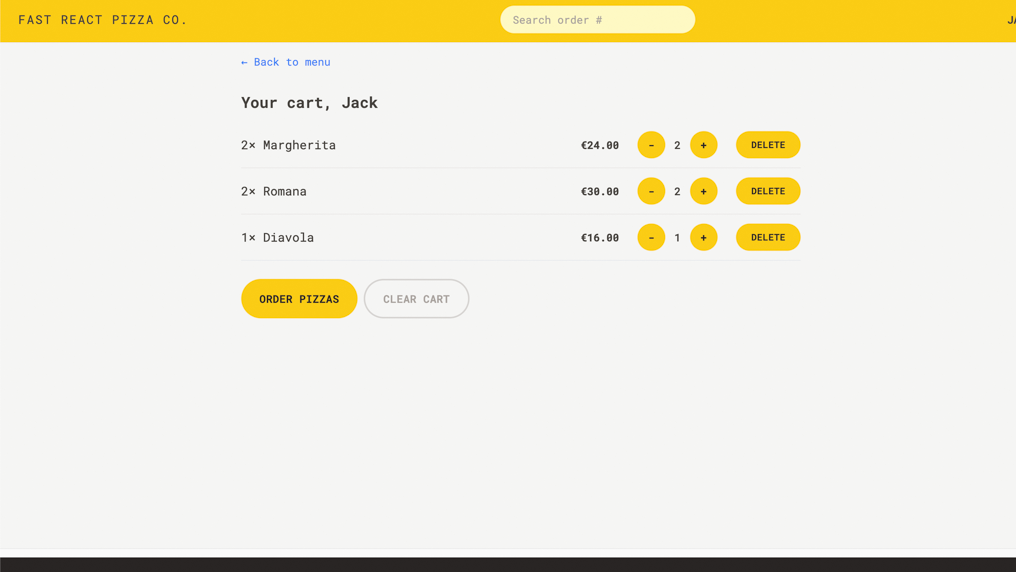 FAST REACT PIZZA CO.
Search order #
JA
← Back to menu
Your cart, Jack
2× Margherita €24.00 - 2 + DELETE
2× Romana €30.00 - 2 + DELETE
1× Diavola €16.00 - 1 + DELETE
ORDER PIZZAS CLEAR CART